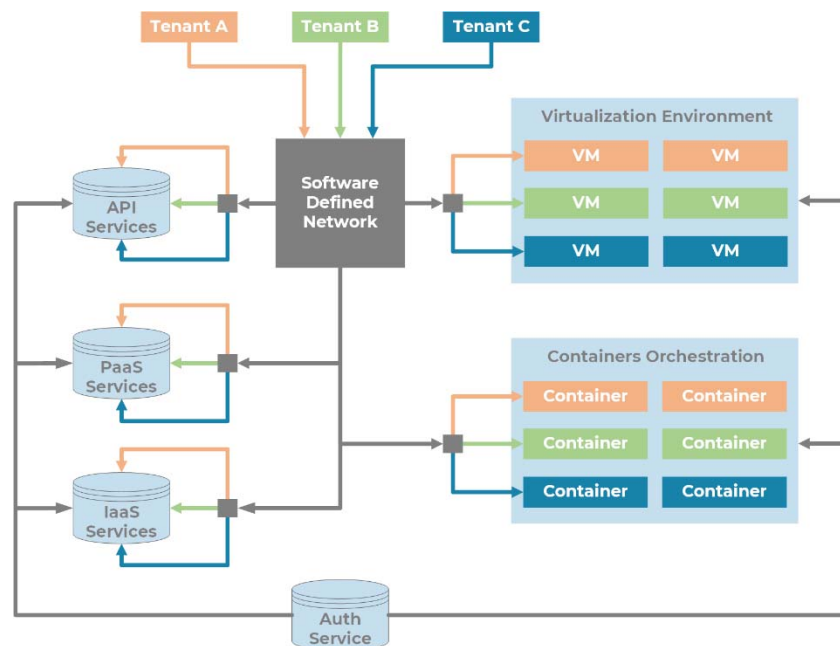 Tenant A
Tenant B
Tenant C
Software
Defined
Network
API
Services
PaaS
Services
IaaS
Services
Virtualization Environment
VM VM
VM VM
VM VM
Containers Orchestration
Container Container
Container Container
Container Container
Auth
Service